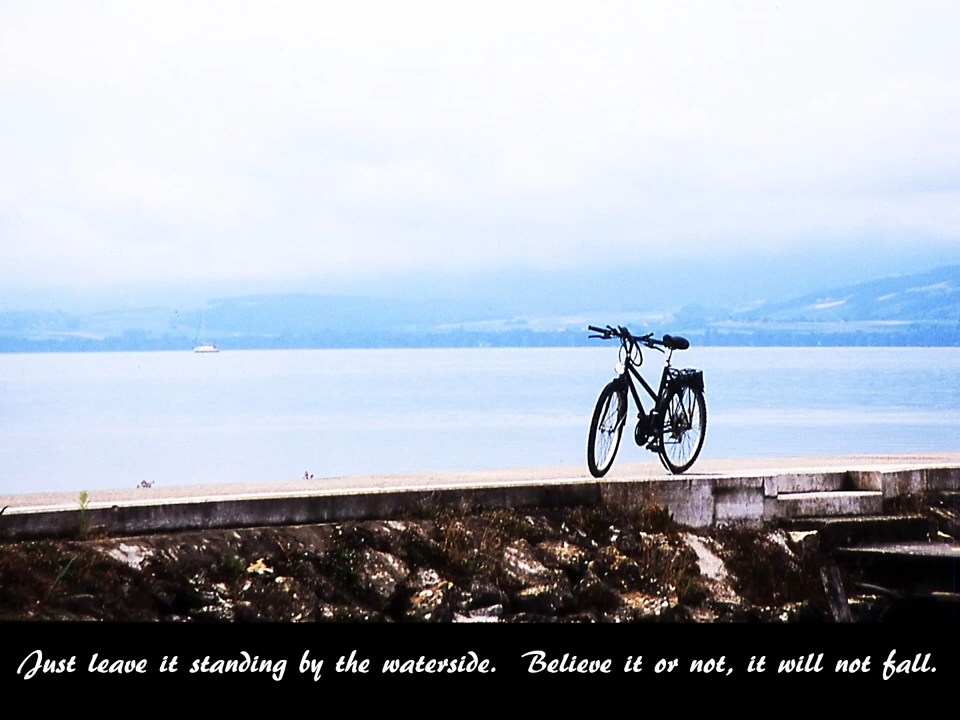 Just leave it standing by the waterside. Believe it or not, it will not fall.